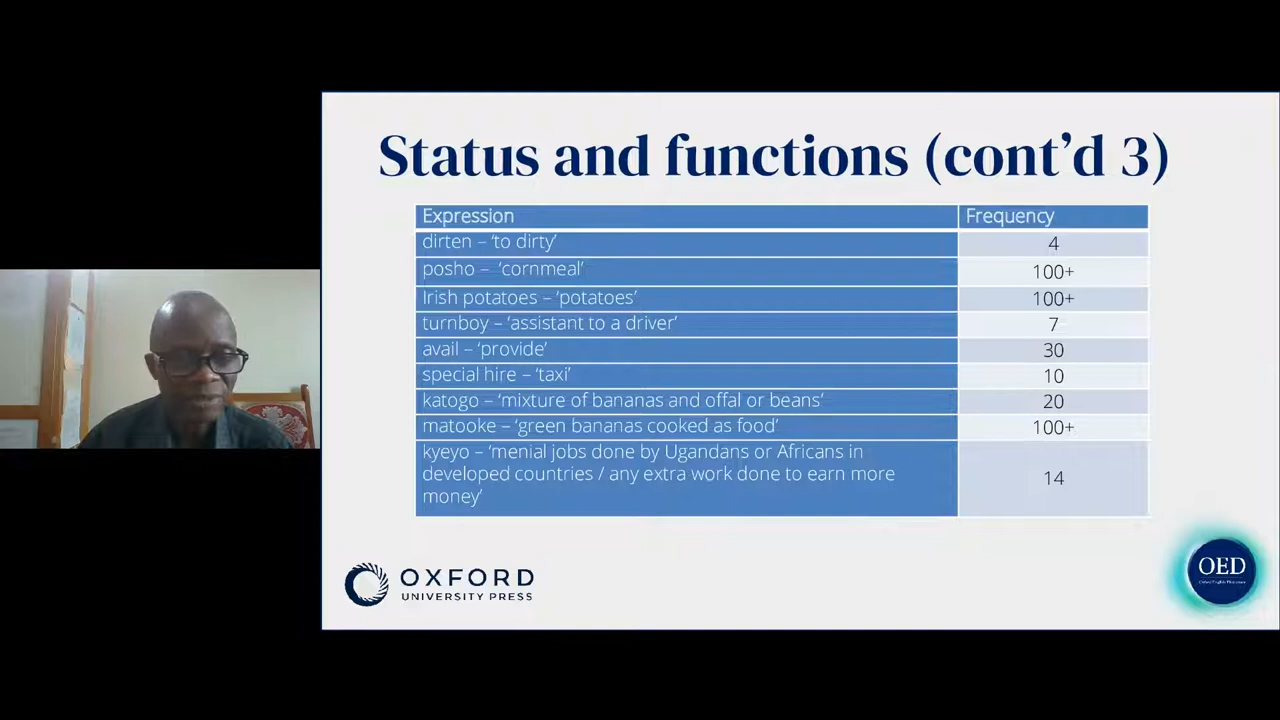 Status and functions (cont’d 3)
Expression Frequency
dirten – ‘to dirty’ 4
posho – ‘cornmeal’ 100+
Irish potatoes – ‘potatoes’ 100+
turnboy – ‘assistant to a driver’ 7
avail – ‘provide’ 30
special hire – ‘taxi’ 10
katogo – ‘mixture of bananas and offal or beans’ 20
matooke – ‘green bananas cooked as food’ 100+
kyeyo – ‘menial jobs done by Ugandans or Africans in
developed countries / any extra work done to earn more 14
money’
OXFORD
UNIVERSITY PRESS
OED
Oxford English Dictionary